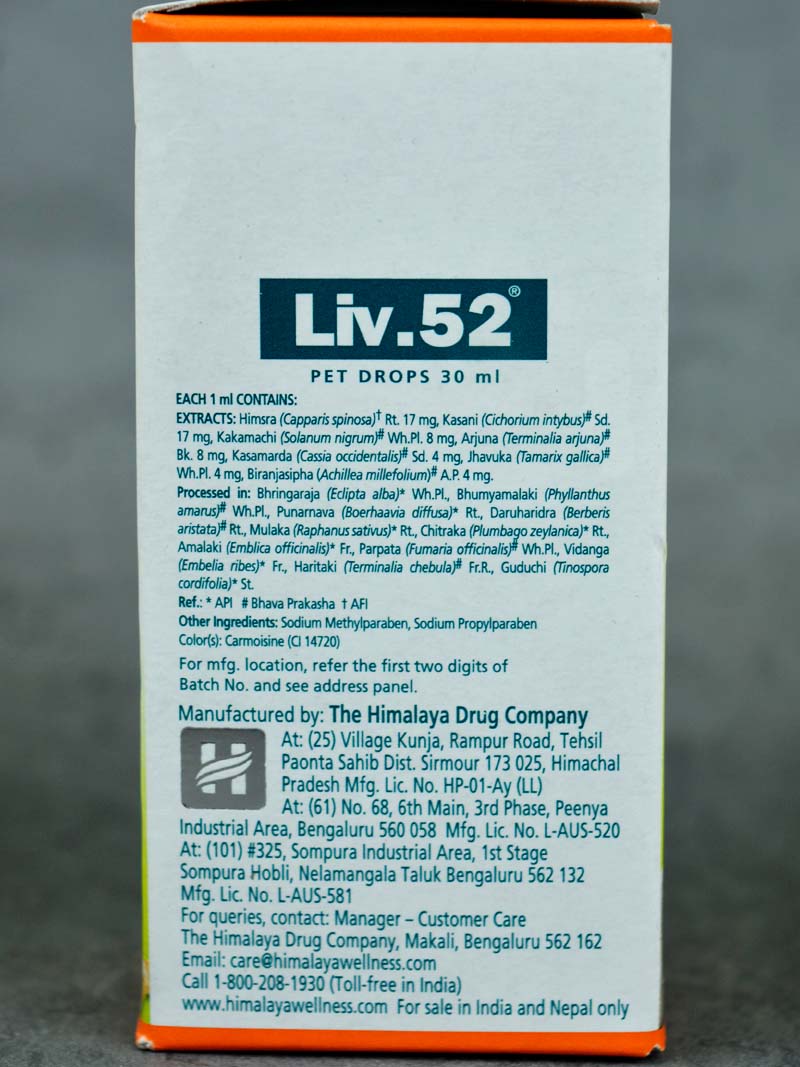 Liv.52®
PET DROPS 30 ml
EACH 1 ml CONTAINS:
EXTRACTS: Himsra (Capparis spinosa)† Rt. 17 mg, Kasani (Cichorium intybus)# Sd.
17 mg, Kakamachi (Solanum nigrum)# Wh.Pl. 8 mg, Arjuna (Terminalia arjuna)#
Bk. 8 mg, Kasamarda (Cassia occidentalis)# Sd. 4 mg, Jhavuka (Tamarix gallica)#
Wh.Pl. 4 mg, Biranjasipha (Achillea millefolium)# A.P. 4 mg.
Processed in: Bhringaraja (Eclipta alba)* Wh.Pl., Bhumyamalaki (Phyllanthus
amarus)# Wh.Pl., Punarnava (Boerhaavia diffusa)* Rt., Daruharidra (Berberis
aristata)# Rt., Mulaka (Raphanus sativus)* Rt., Chitraka (Plumbago zeylanica)* Rt.,
Amalaki (Emblica officinalis)* Fr., Parpata (Fumaria officinalis)# Wh.Pl., Vidanga
(Embelia ribes)* Fr., Haritaki (Terminalia chebula)# Fr.R., Guduchi (Tinospora
cordifolia)* St.
Ref.: * API # Bhava Prakasha † AFI
Other Ingredients: Sodium Methylparaben, Sodium Propylparaben
Color(s): Carmoisine (CI 14720)
For mfg. location, refer the first two digits of
Batch No. and see address panel.
Manufactured by: The Himalaya Drug Company
At: (25) Village Kunja, Rampur Road, Tehsil
Paonta Sahib Dist. Sirmour 173 025, Himachal
Pradesh Mfg. Lic. No. HP-01-Ay (LL)
At: (61) No. 68, 6th Main, 3rd Phase, Peenya
Industrial Area, Bengaluru 560 058 Mfg. Lic. No. L-AUS-520
At: (101) #325, Sompura Industrial Area, 1st Stage
Sompura Hobli, Nelamangala Taluk Bengaluru 562 132
Mfg. Lic. No. L-AUS-581
For queries, contact: Manager – Customer Care
The Himalaya Drug Company, Makali, Bengaluru 562 162
Email: care@himalayawellness.com
Call 1-800-208-1930 (Toll-free in India)
www.himalayawellness.com For sale in India and Nepal only